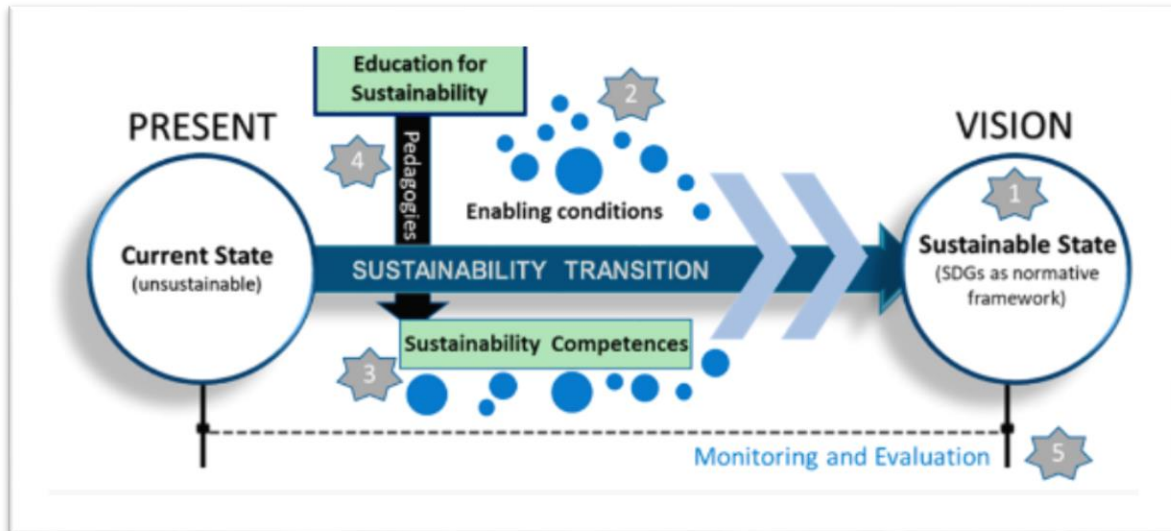 Education for
Sustainability
2
PRESENT
VISION
4
Pedagogies
1
Enabling conditions
Current State
(unsustainable)
SUSTAINABILITY TRANSITION
Sustainable State
(SDGs as normative
framework)
Sustainability Competences
3
Monitoring and Evaluation
5